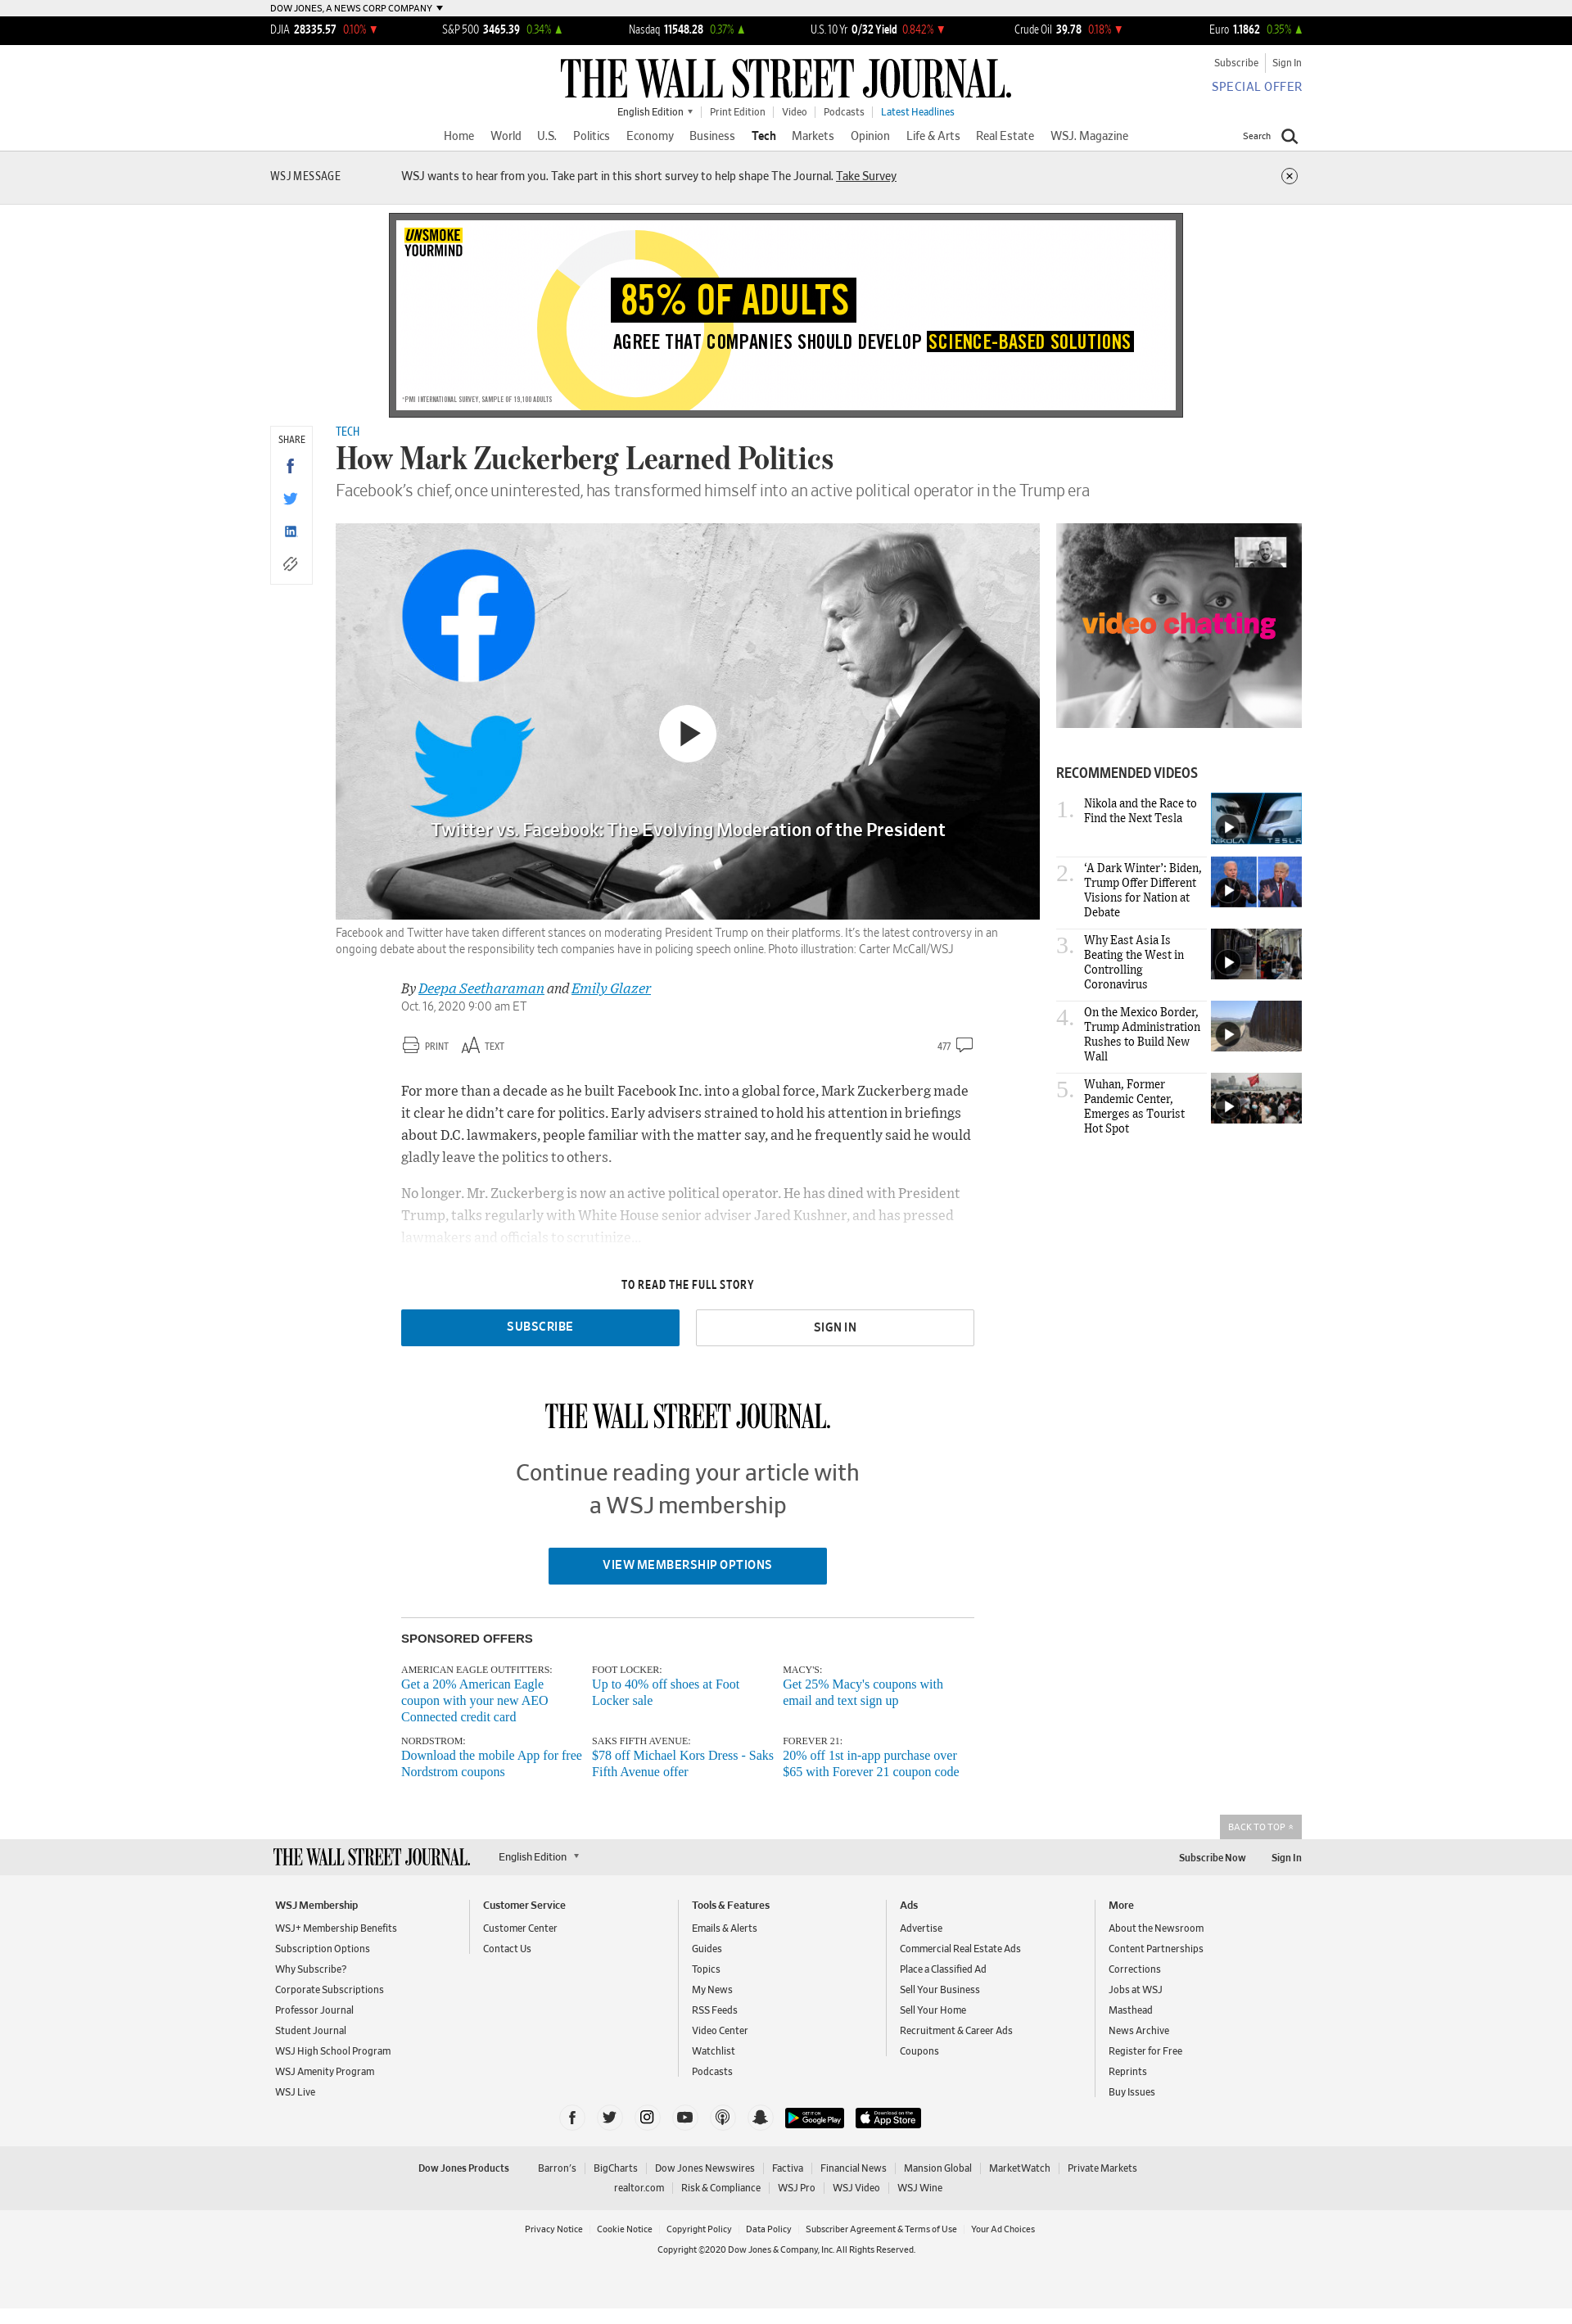 DOW JONES, A NEWS CORP COMPANY
DJIA 28335.57 0.10% S&P 500 3465.39 0.34% Nasdaq 11548.28 0.37% U.S. 10 Yr 0/32 Yield 0.842% Crude Oil 39.78 0.18% Euro 1.1862 0.35%
THE WALL STREET JOURNAL.
Subscribe Sign In
SPECIAL OFFER
English Edition Print Edition Video Podcasts Latest Headlines
Home World U.S. Politics Economy Business Tech Markets Opinion Life & Arts Real Estate WSJ. Magazine Search
WSJ MESSAGE WSJ wants to hear from you. Take part in this short survey to help shape The Journal. Take Survey
UNSMOKE
YOURMIND
85% OF ADULTS
AGREE THAT COMPANIES SHOULD DEVELOP SCIENCE-BASED SOLUTIONS
*PMI INTERNATIONAL SURVEY, SAMPLE OF 19,100 ADULTS
SHARE
TECH
How Mark Zuckerberg Learned Politics
Facebook’s chief, once uninterested, has transformed himself into an active political operator in the Trump era
Twitter vs. Facebook: The Evolving Moderation of the President
Facebook and Twitter have taken different stances on moderating President Trump on their platforms. It’s the latest controversy in an
ongoing debate about the responsibility tech companies have in policing speech online. Photo illustration: Carter McCall/WSJ
By Deepa Seetharaman and Emily Glazer
Oct. 16, 2020 9:00 am ET
PRINT TEXT 477
For more than a decade as he built Facebook Inc. into a global force, Mark Zuckerberg made
it clear he didn’t care for politics. Early advisers strained to hold his attention in briefings
about D.C. lawmakers, people familiar with the matter say, and he frequently said he would
gladly leave the politics to others.
No longer. Mr. Zuckerberg is now an active political operator. He has dined with President
Trump, talks regularly with White House senior adviser Jared Kushner, and has pressed
lawmakers and officials to scrutinize...
TO READ THE FULL STORY
SUBSCRIBE SIGN IN
THE WALL STREET JOURNAL.
Continue reading your article with
a WSJ membership
VIEW MEMBERSHIP OPTIONS
video chatting
RECOMMENDED VIDEOS
1. Nikola and the Race to
Find the Next Tesla
NIKOLA TESLA
2. ‘A Dark Winter’: Biden,
Trump Offer Different
Visions for Nation at
Debate
3. Why East Asia Is
Beating the West in
Controlling
Coronavirus
4. On the Mexico Border,
Trump Administration
Rushes to Build New
Wall
5. Wuhan, Former
Pandemic Center,
Emerges as Tourist
Hot Spot
SPONSORED OFFERS
AMERICAN EAGLE OUTFITTERS:
Get a 20% American Eagle
coupon with your new AEO
Connected credit card
FOOT LOCKER:
Up to 40% off shoes at Foot
Locker sale
MACY'S:
Get 25% Macy's coupons with
email and text sign up
NORDSTROM:
Download the mobile App for free
Nordstrom coupons
SAKS FIFTH AVENUE:
$78 off Michael Kors Dress - Saks
Fifth Avenue offer
FOREVER 21:
20% off 1st in-app purchase over
$65 with Forever 21 coupon code
BACK TO TOP
THE WALL STREET JOURNAL. English Edition Subscribe Now Sign In
WSJ Membership
WSJ+ Membership Benefits
Subscription Options
Why Subscribe?
Corporate Subscriptions
Professor Journal
Student Journal
WSJ High School Program
WSJ Amenity Program
WSJ Live
Customer Service
Customer Center
Contact Us
Tools & Features
Emails & Alerts
Guides
Topics
My News
RSS Feeds
Video Center
Watchlist
Podcasts
Ads
Advertise
Commercial Real Estate Ads
Place a Classified Ad
Sell Your Business
Sell Your Home
Recruitment & Career Ads
Coupons
More
About the Newsroom
Content Partnerships
Corrections
Jobs at WSJ
Masthead
News Archive
Register for Free
Reprints
Buy Issues
GET IT ON
Google Play
Download on the
App Store
Dow Jones Products Barron's BigCharts Dow Jones Newswires Factiva Financial News Mansion Global MarketWatch Private Markets
realtor.com Risk & Compliance WSJ Pro WSJ Video WSJ Wine
Privacy Notice Cookie Notice Copyright Policy Data Policy Subscriber Agreement & Terms of Use Your Ad Choices
Copyright ©2020 Dow Jones & Company, Inc. All Rights Reserved.